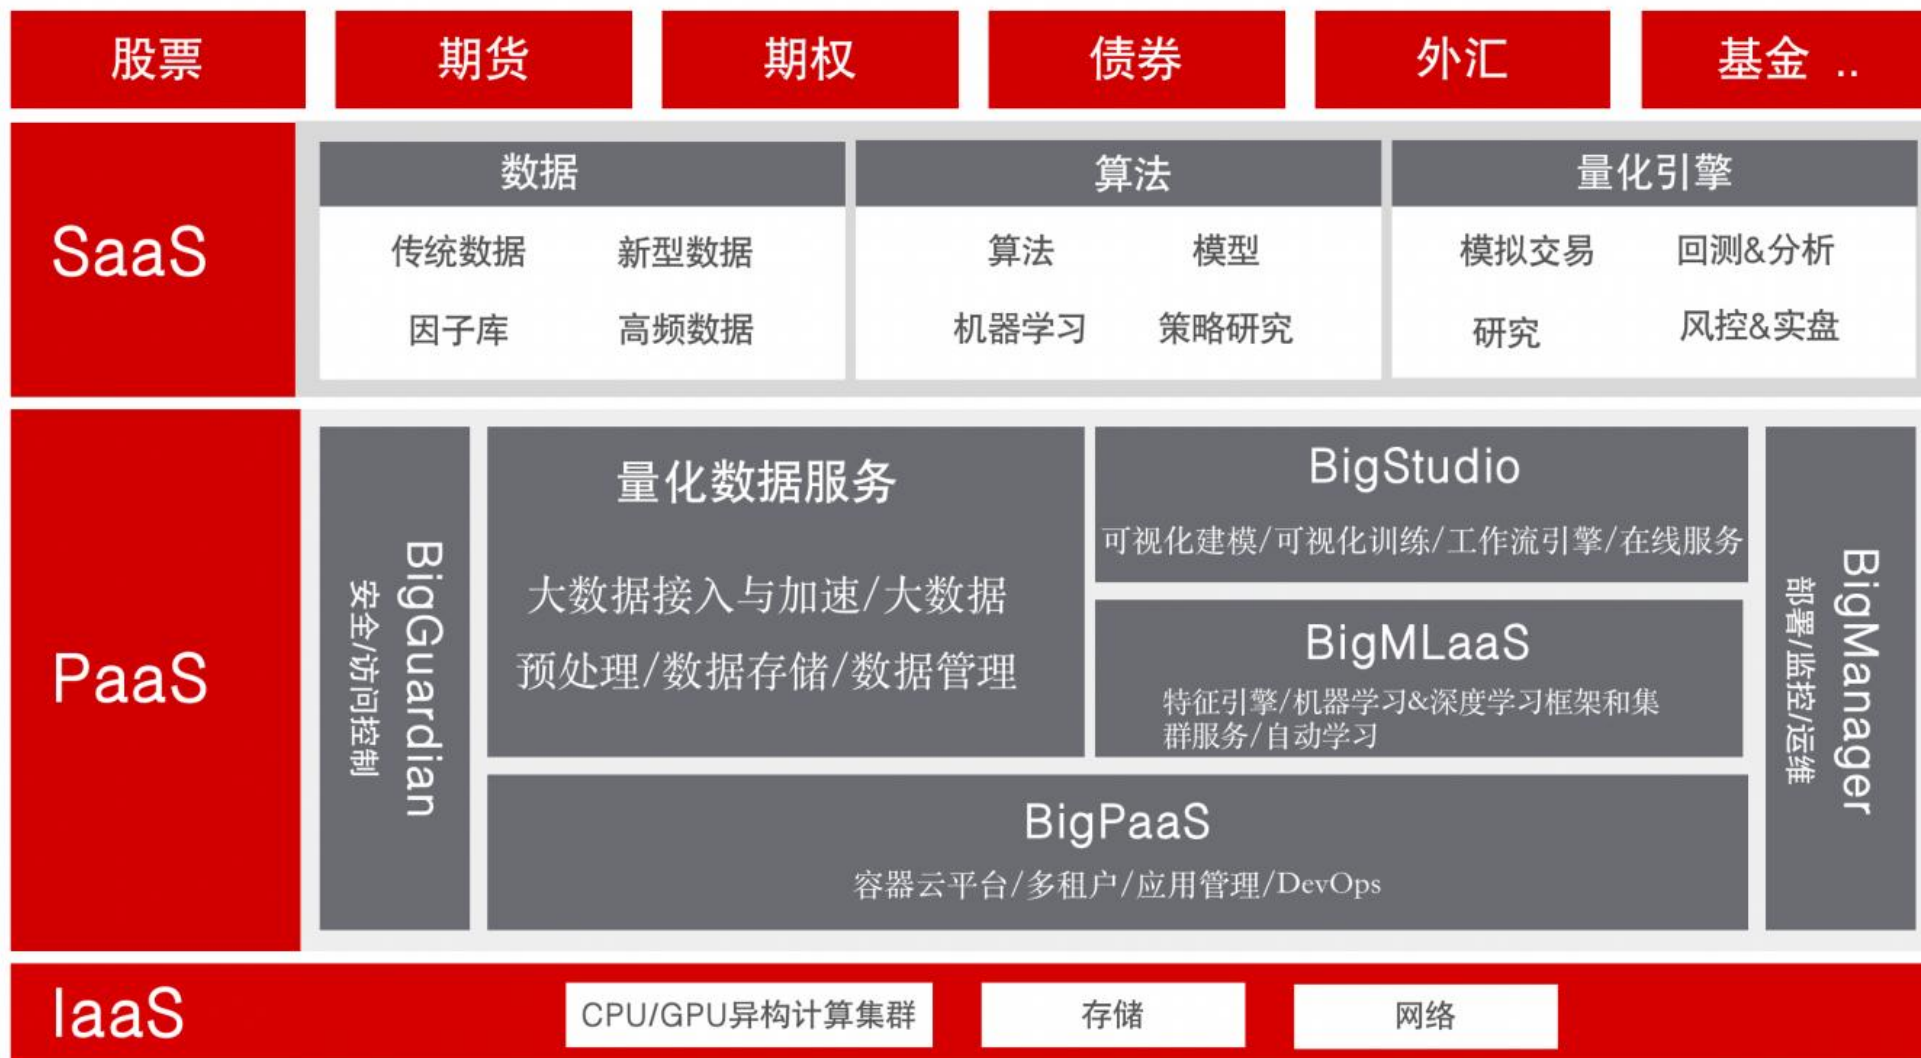 股票
期货
期权
债券
外汇
基金 ..
SaaS
数据
传统数据
新型数据
因子库
高频数据
算法
算法
模型
机器学习
策略研究
量化引擎
模拟交易
回测&分析
研究
风控&实盘
PaaS
BigGuardian
安全/访问控制
量化数据服务
大数据接入与加速/大数据
预处理/数据存储/数据管理
BigStudio
可视化建模/可视化训练/工作流引擎/在线服务
BigMLaaS
特征引擎/机器学习&深度学习框架和集
群服务/自动学习
BigManager
部署/监控/运维
BigPaaS
容器云平台/多租户/应用管理/DevOps
IaaS
CPU/GPU异构计算集群
存储
网络